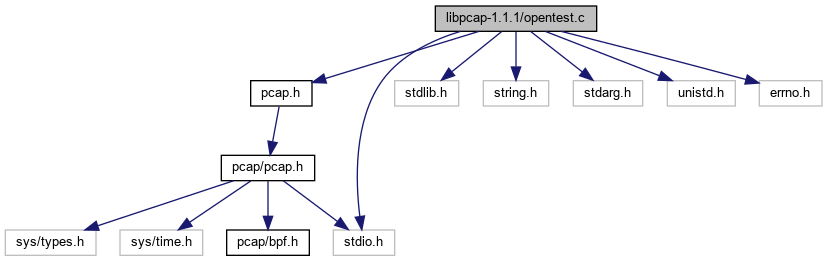 libpcap-1.1.1/opentest.c
pcap.h
stdlib.h
string.h
stdarg.h
unistd.h
errno.h
pcap/pcap.h
sys/types.h
sys/time.h
pcap/bpf.h
stdio.h